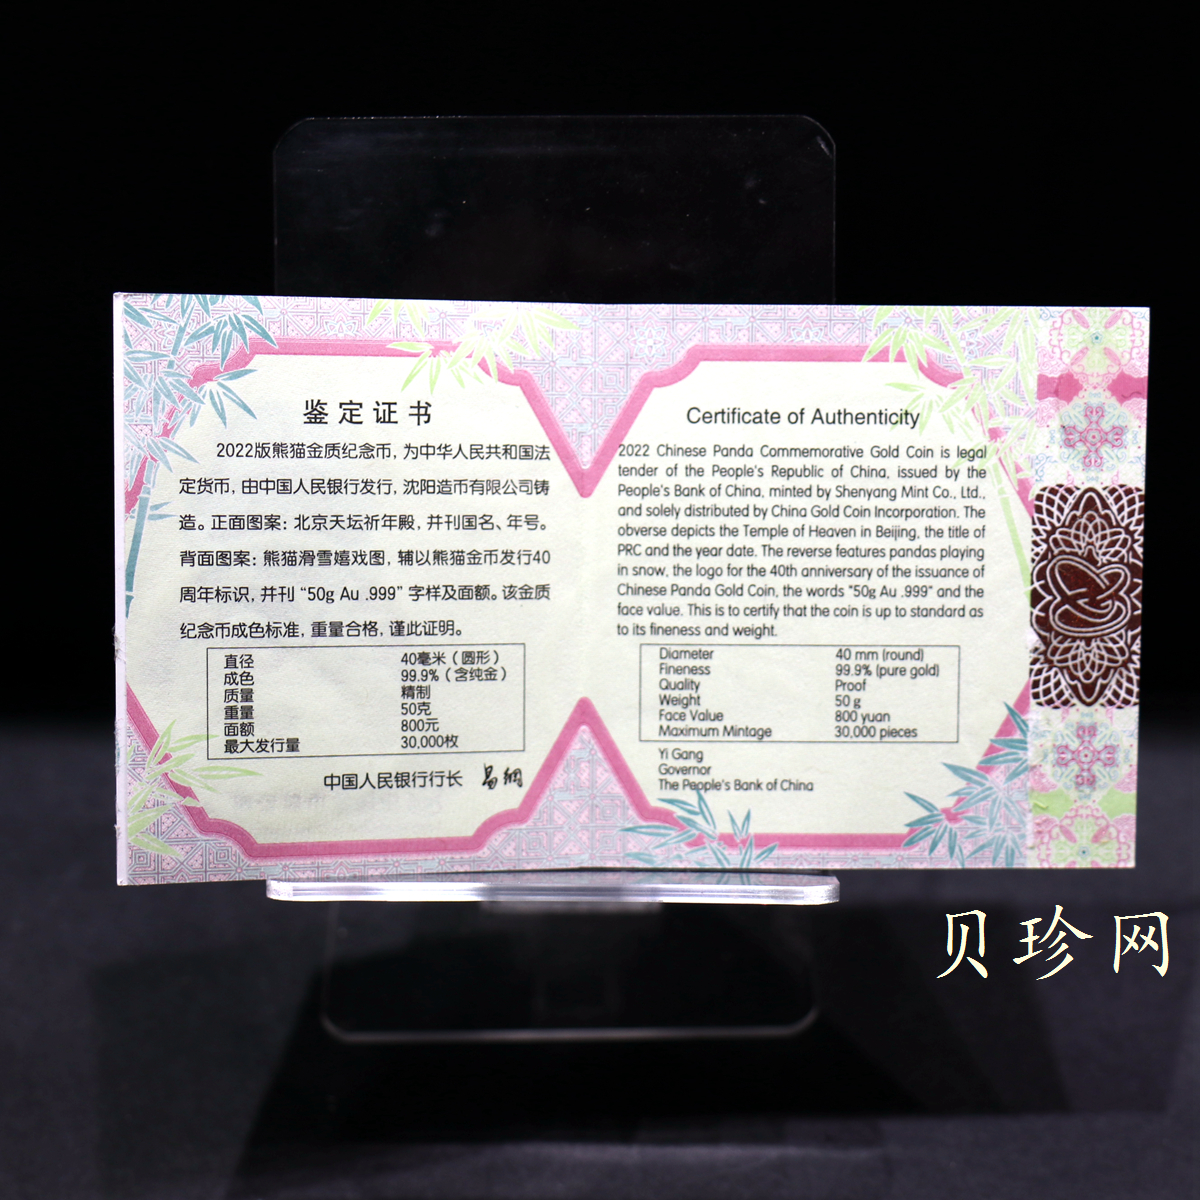 鉴定证书
2022版熊猫金质纪念币，为中华人民共和国法
定货币，由中国人民银行发行，沈阳造币有限公司铸
造。正面图案：北京天坛祈年殿，并刊国名、年号。
背面图案：熊猫滑雪嬉戏图，辅以熊猫金币发行40
周年标识，并刊 “50g Au .999” 字样及面额。该金质
纪念币成色标准，重量合格，谨此证明。
直径 40毫米（圆形）
成色 99.9%（含纯金）
质量 精制
重量 50克
面额 800元
最大发行量 30,000枚
中国人民银行行长 易纲
Certificate of Authenticity
2022 Chinese Panda Commemorative Gold Coin is legal
tender of the People's Republic of China, issued by the
People's Bank of China, minted by Shenyang Mint Co., Ltd.,
and solely distributed by China Gold Coin Incorporation. The
obverse depicts the Temple of Heaven in Beijing, the title of
PRC and the year date. The reverse features pandas playing
in snow, the logo for the 40th anniversary of the issuance of
Chinese Panda Gold Coin, the words "50g Au .999" and the
face value. This is to certify that the coin is up to standard as
to its fineness and weight.
Diameter 40 mm (round)
Fineness 99.9% (pure gold)
Quality Proof
Weight 50 g
Face Value 800 yuan
Maximum Mintage 30,000 pieces
Yi Gang
Governor
The People's Bank of China
贝珍网